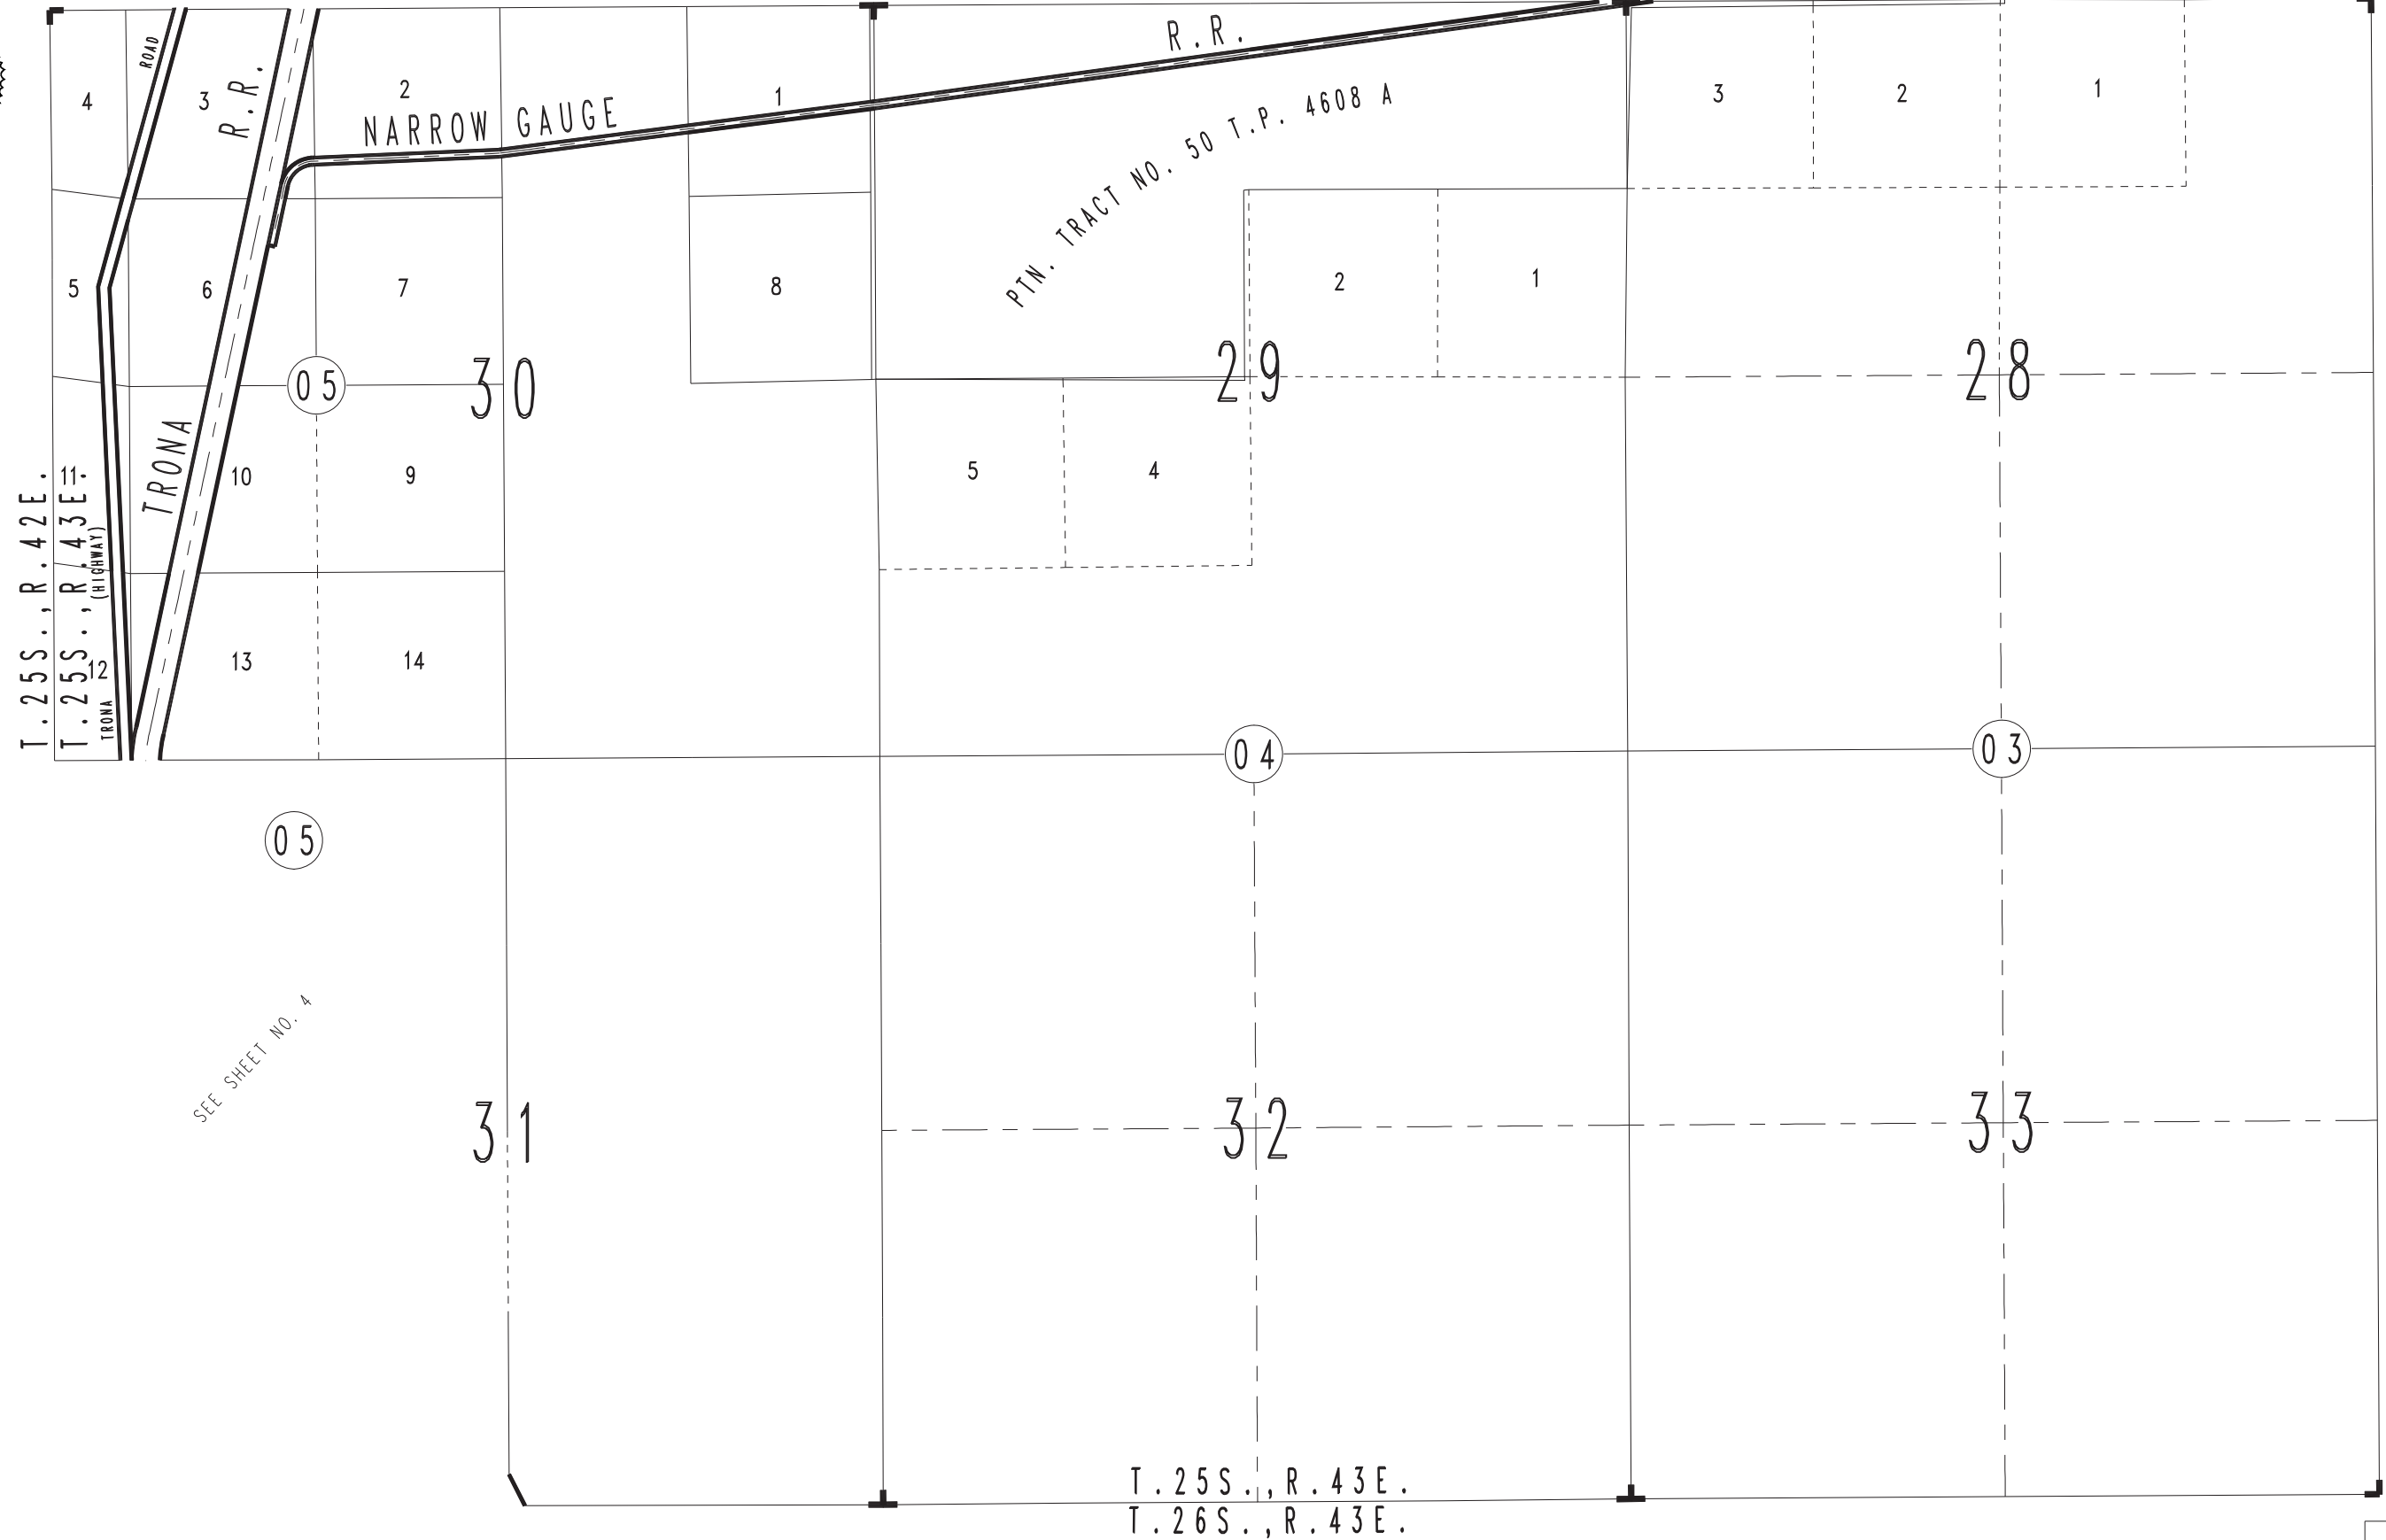 4
ROAD
3
R.R.
2
NARROW GAUGE
1
R.R.
PTN. TRACT NO. 50 T.P. 4608 A
3
2
1
5
6
7
8
2
1
05
30
29
28
TRONA
11
10
9
5
4
T.25S.,R.42E.
T.25S.,R.43E.
(HIGHWAY)
12
TRONA
13
14
04
03
05
SEE SHEET NO. 4
31
32
33
T.25S.,R.43E.
T.26S.,R.43E.